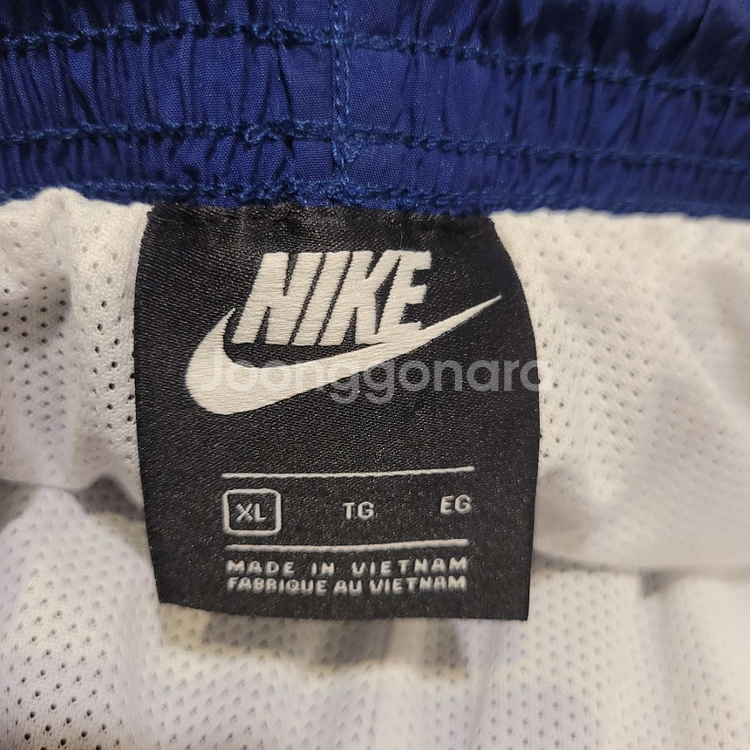 NIKE
Joonggonara
XL TG EG
MADE IN VIETNAM
FABRIQUE AU VIETNAM